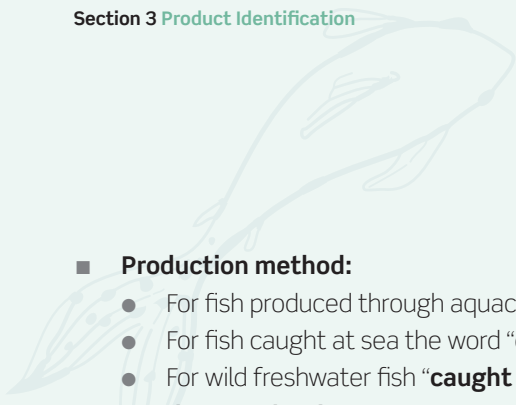 Section 3 Product Identification
■ Production method:
● For fish produced through
● For fish caught at sea the word “
● For wild freshwater fish “caught